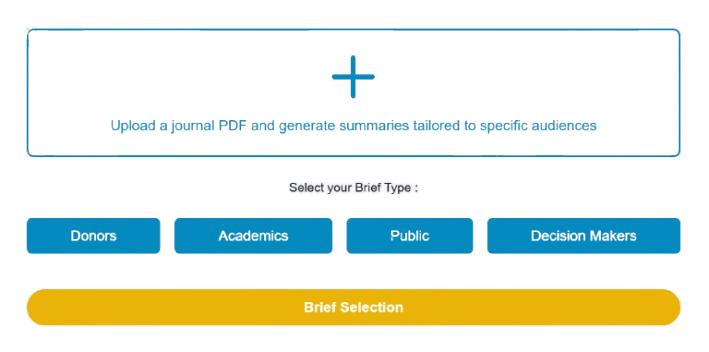 Upload a journal PDF and generate summaries tailored to specific audiences
Select your Brief Type :
Donors Academics Public Decision Makers
Brief Selection